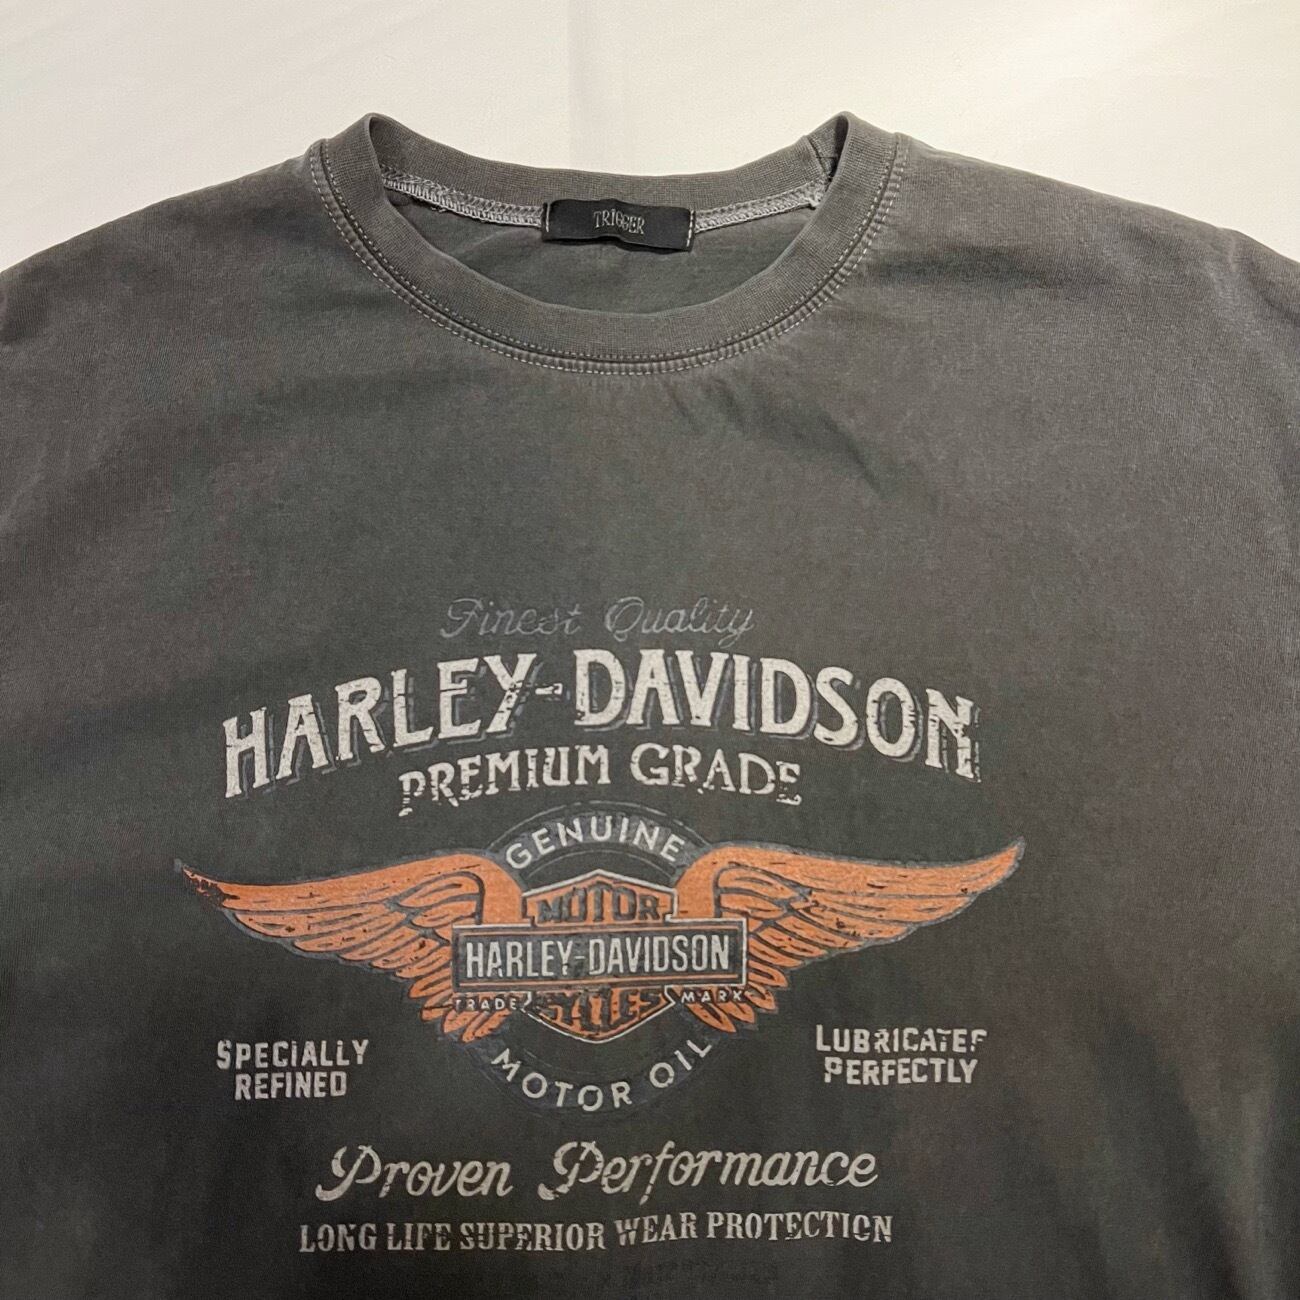 TRIGGER
Finest Quality
HARLEY-DAVIDSON
PREMIUM GRADE
GENUINE
MOTOR
HARLEY-DAVIDSON
TRADE MARK
CYCLES
MOTOR OIL
SPECIALLY
REFINED
LUBRICATES
PERFECTLY
Proven Performance
LONG LIFE SUPERIOR WEAR PROTECTION